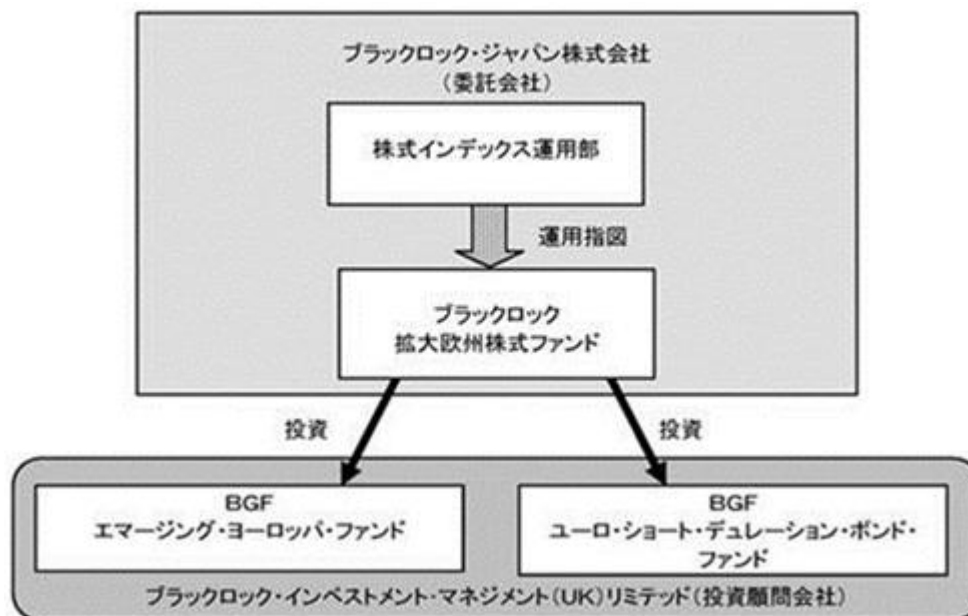 ブラックロック・ジャパン株式会社
(委託会社)
株式インデックス運用部
運用指図
ブラックロック
拡大欧州株式ファンド
投資
投資
BGF
エマージング・ヨーロッパ・ファンド
BGF
ユーロ・ショート・デュレーション・ボンド・
ファンド
ブラックロック・インベストメント・マネジメント(UK)リミテッド(投資顧問会社)